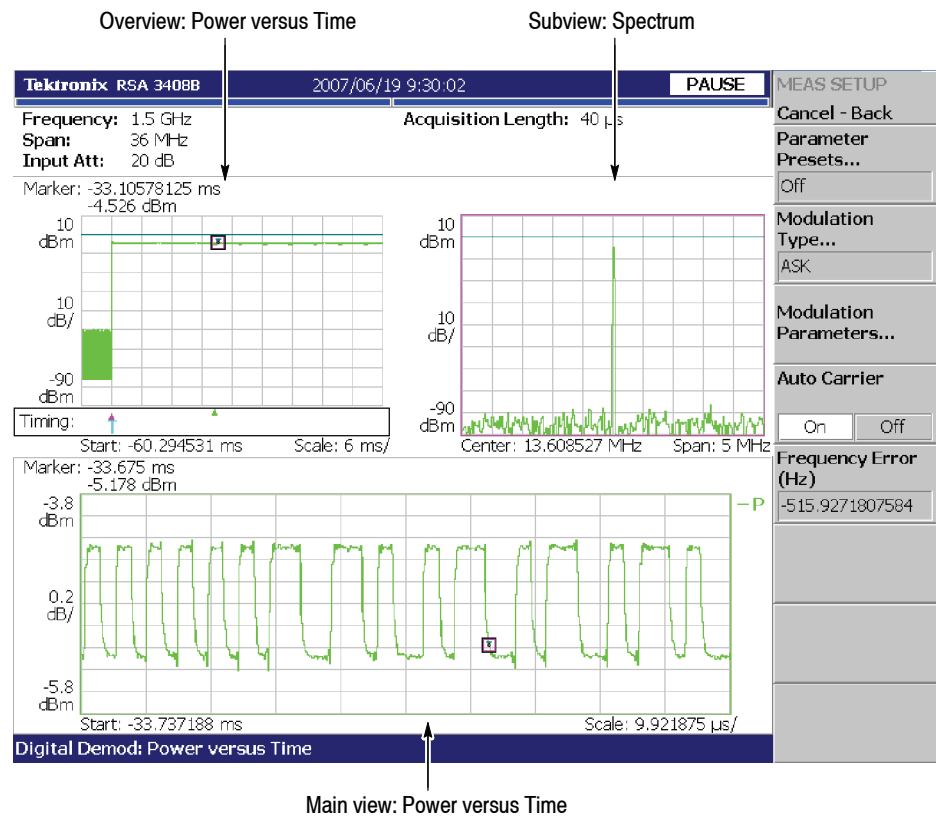 Overview: Power versus Time
Subview: Spectrum
Tektronix RSA 3408B 2007/06/19 9:30:02 PAUSE
Frequency: 1.5 GHz Acquisition Length: 40 µs
Span: 36 MHz
Input Att: 20 dB
Marker: -33.10578125 ms
-4.526 dBm
10
dBm
10
dB/
-90
dBm
Timing:
Start: -60.294531 ms Scale: 6 ms/
10
dBm
10
dB/
-90
dBm
Center: 13.608527 MHz Span: 5 MHz
Marker: -33.675 ms
-5.178 dBm
-3.8
dBm
0.2
dB/
-5.8
dBm
P
Start: -33.737188 ms Scale: 9.921875 µs/
Digital Demod: Power versus Time
MEAS SETUP
Cancel - Back
Parameter
Presets...
Off
Modulation
Type...
ASK
Modulation
Parameters...
Auto Carrier
On Off
Frequency Error
(Hz)
-515.9271807584
Main view: Power versus Time